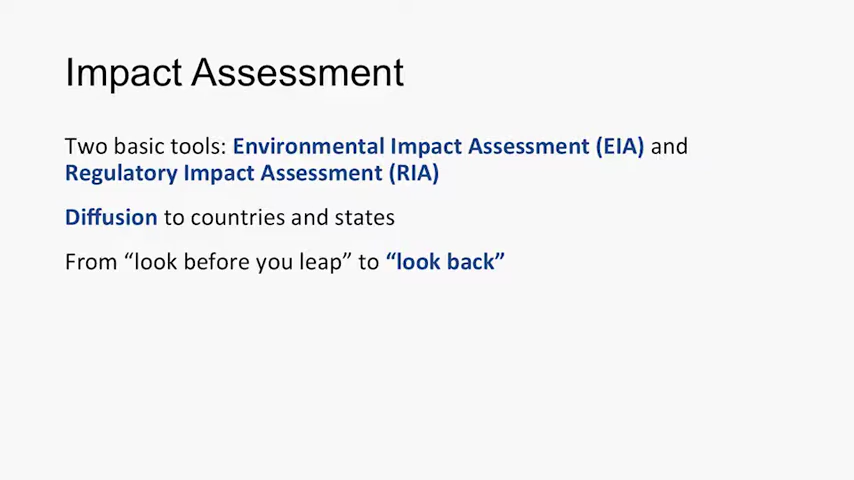 Impact Assessment
Two basic tools: Environmental Impact Assessment (EIA) and
Regulatory Impact Assessment (RIA)
Diffusion to countries and states
From “look before you leap” to “look back”